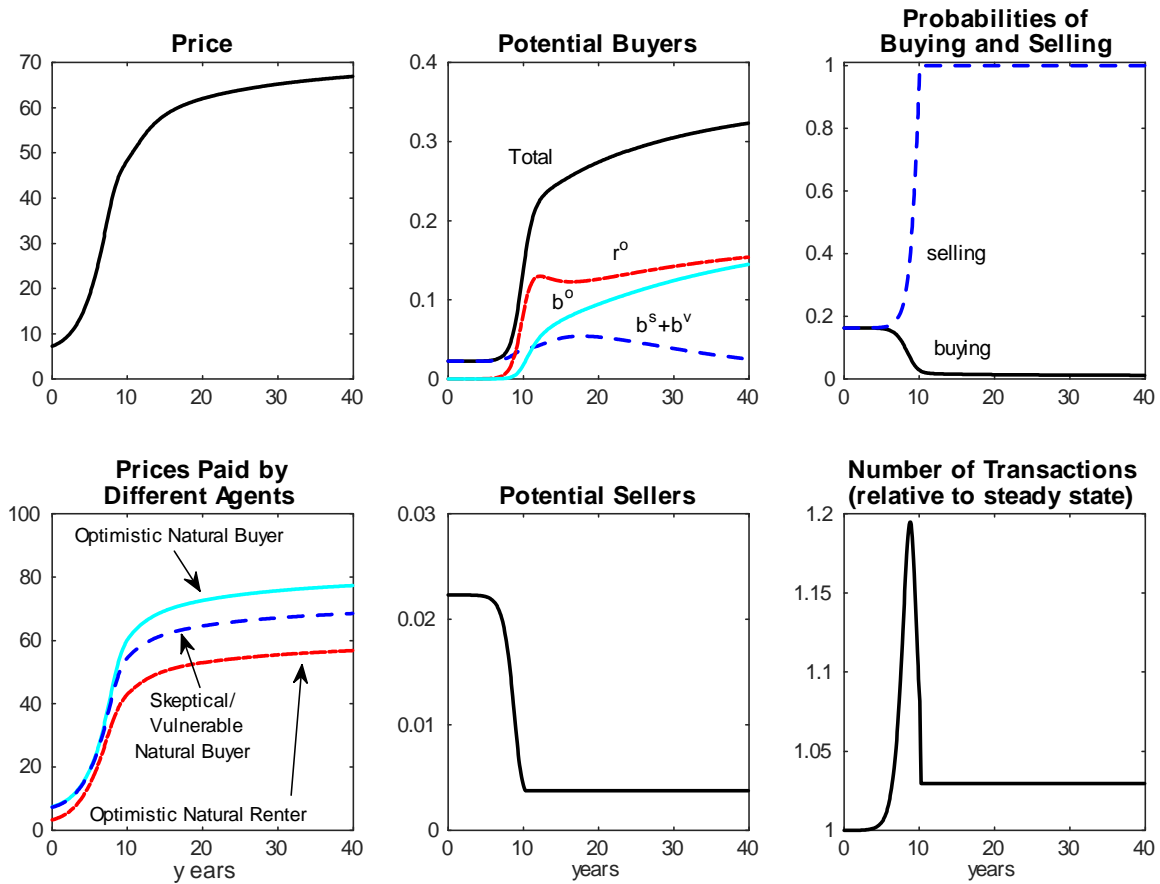 Price
70
60
50
40
30
20
10
0
0 10 20 30 40
Potential Buyers
0.4
0.3
0.2
0.1
0
Total
r^o
b^o
b^s+b^v
0 10 20 30 40
Probabilities of
Buying and Selling
1
0.8
0.6
0.4
0.2
0
selling
buying
0 10 20 30 40
Prices Paid by
Different Agents
100
80
60
40
20
0
Optimistic Natural Buyer
Skeptical/
Vulnerable
Natural Buyer
Optimistic Natural Renter
0 10 20 30 40
y ears
Potential Sellers
0.03
0.02
0.01
0
0 10 20 30 40
years
Number of Transactions
(relative to steady state)
1.2
1.15
1.1
1.05
1
0 10 20 30 40
years